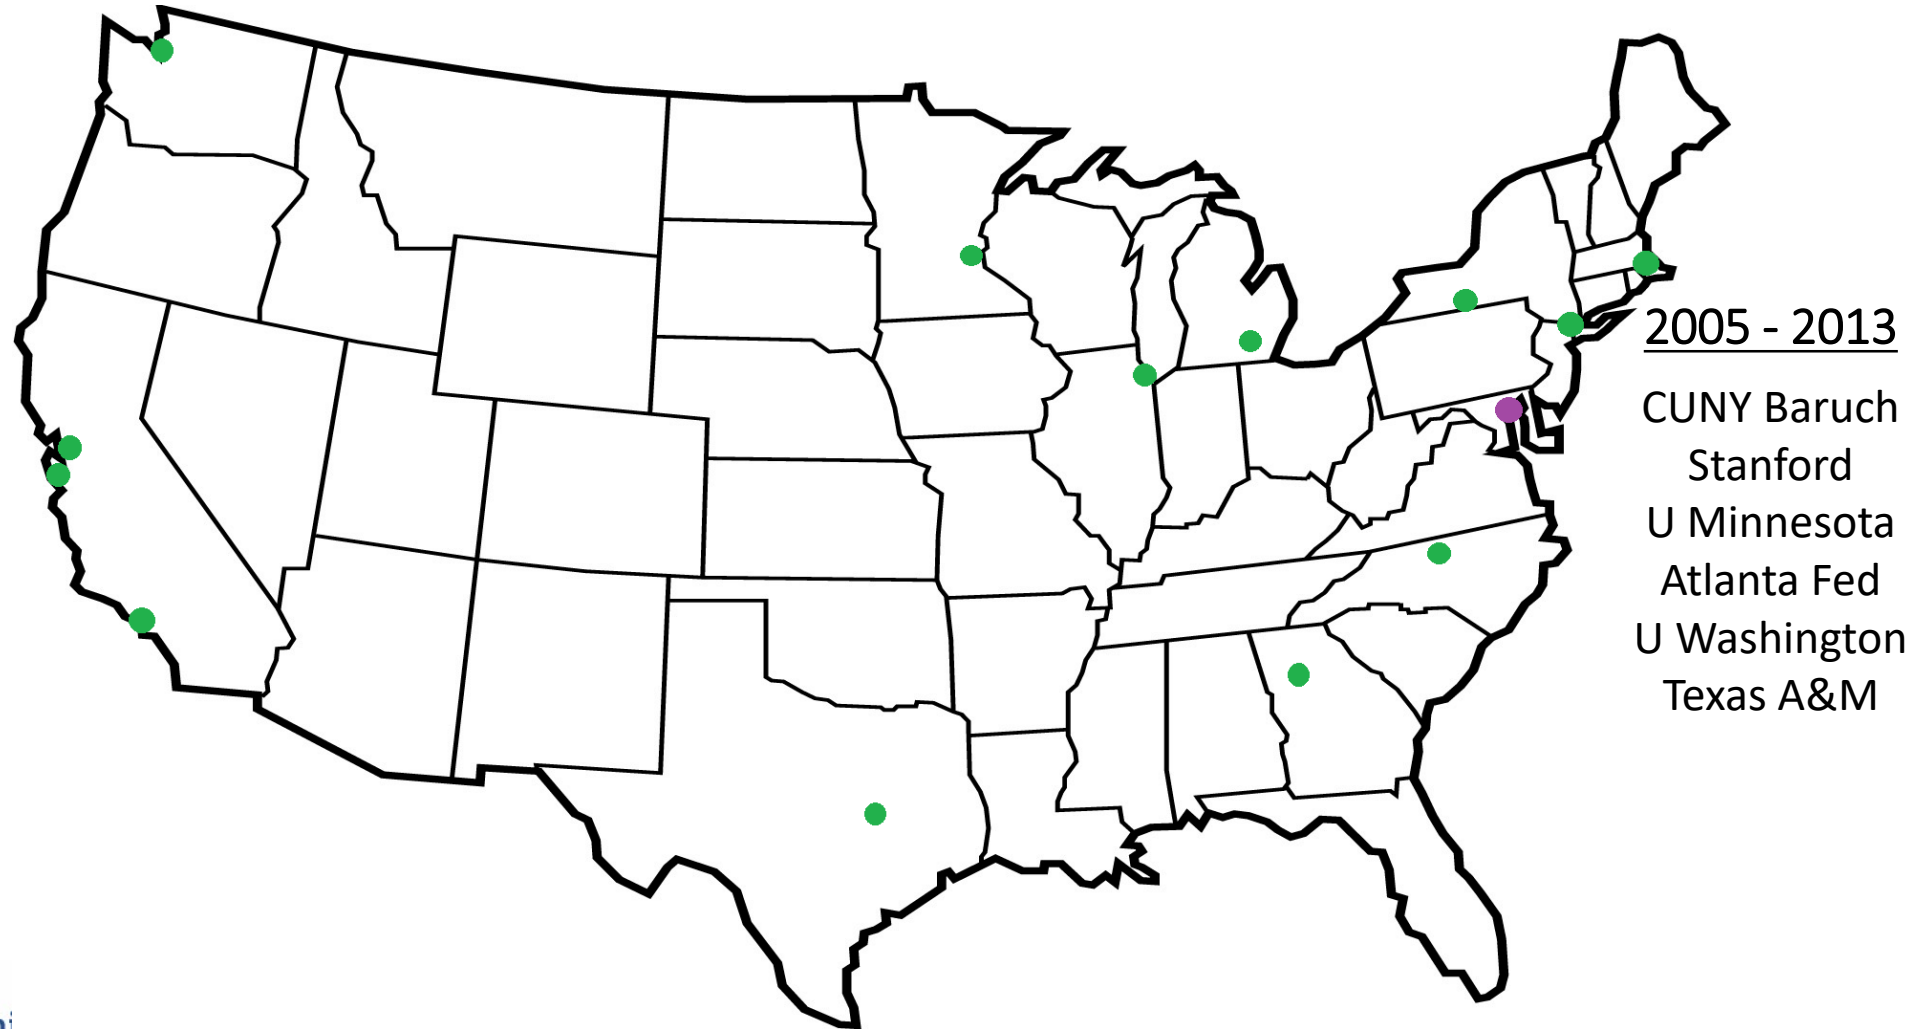 2005 - 2013
CUNY Baruch
Stanford
U Minnesota
Atlanta Fed
U Washington
Texas A&M